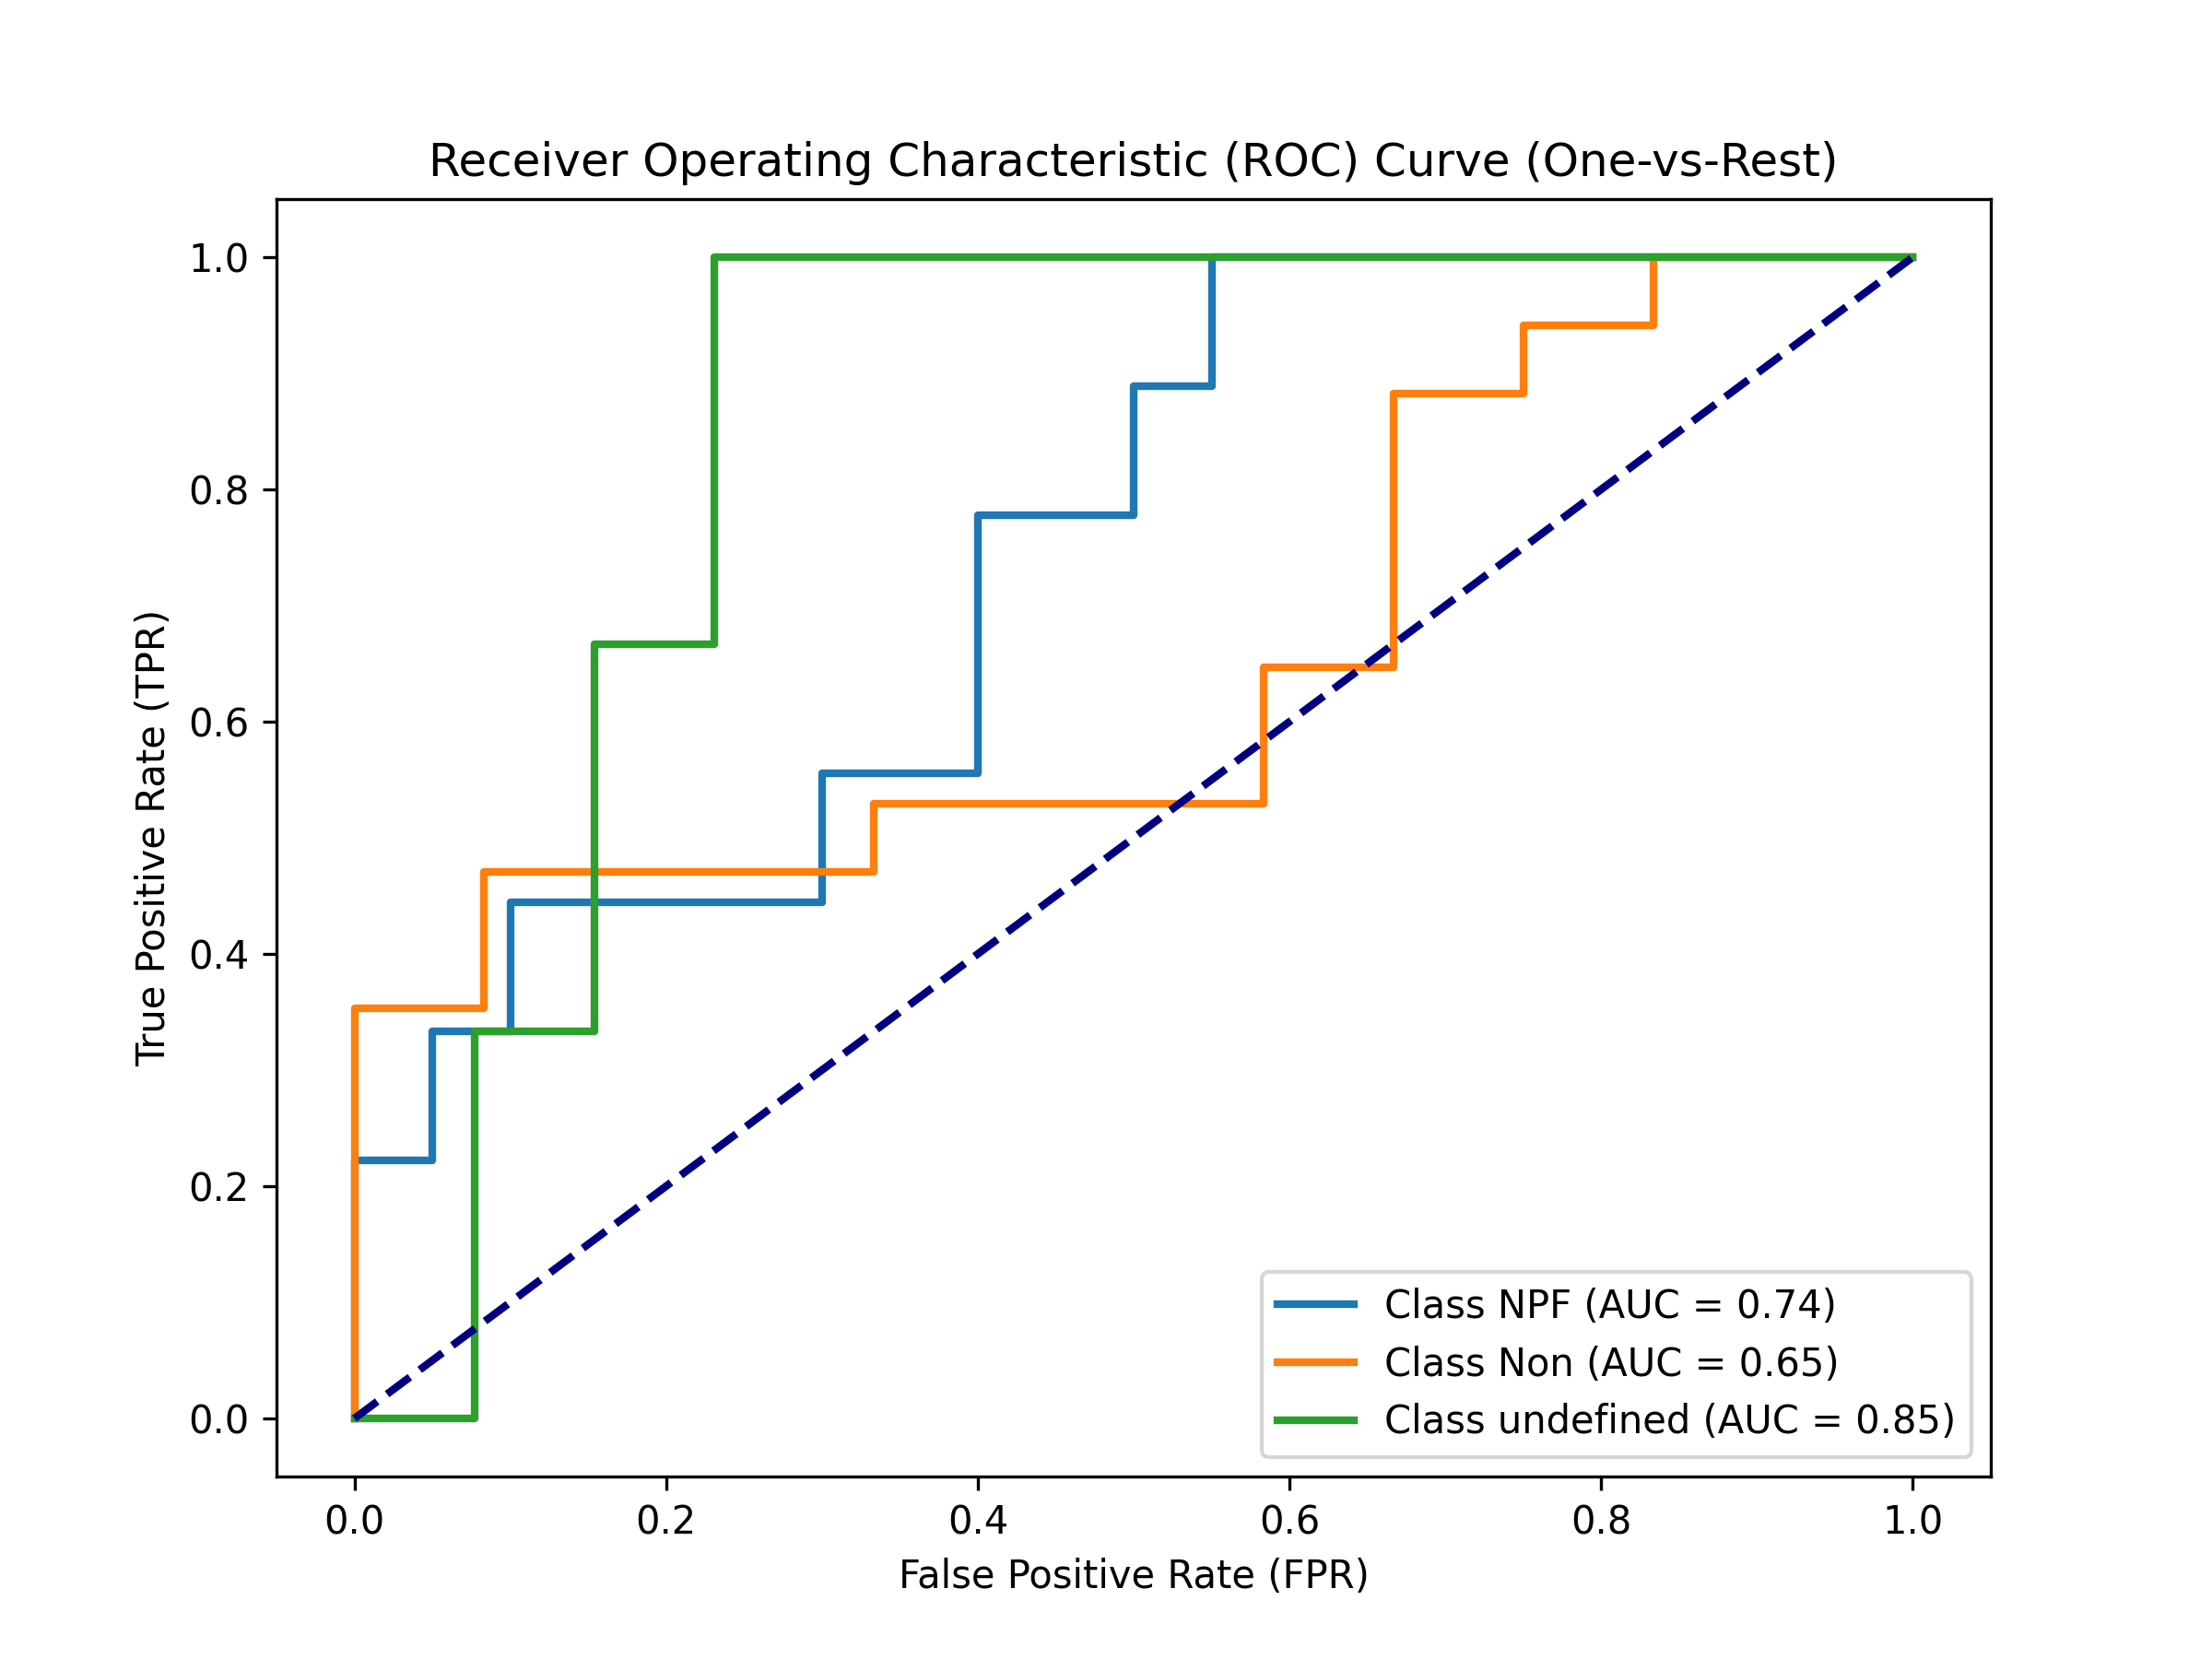 Receiver Operating Characteristic (ROC) Curve (One-vs-Rest)
1.0
0.8
0.6
0.4
0.2
0.0
True Positive Rate (TPR)
Class NPF (AUC = 0.74)
Class Non (AUC = 0.65)
Class undefined (AUC = 0.85)
0.0 0.2 0.4 0.6 0.8 1.0
False Positive Rate (FPR)